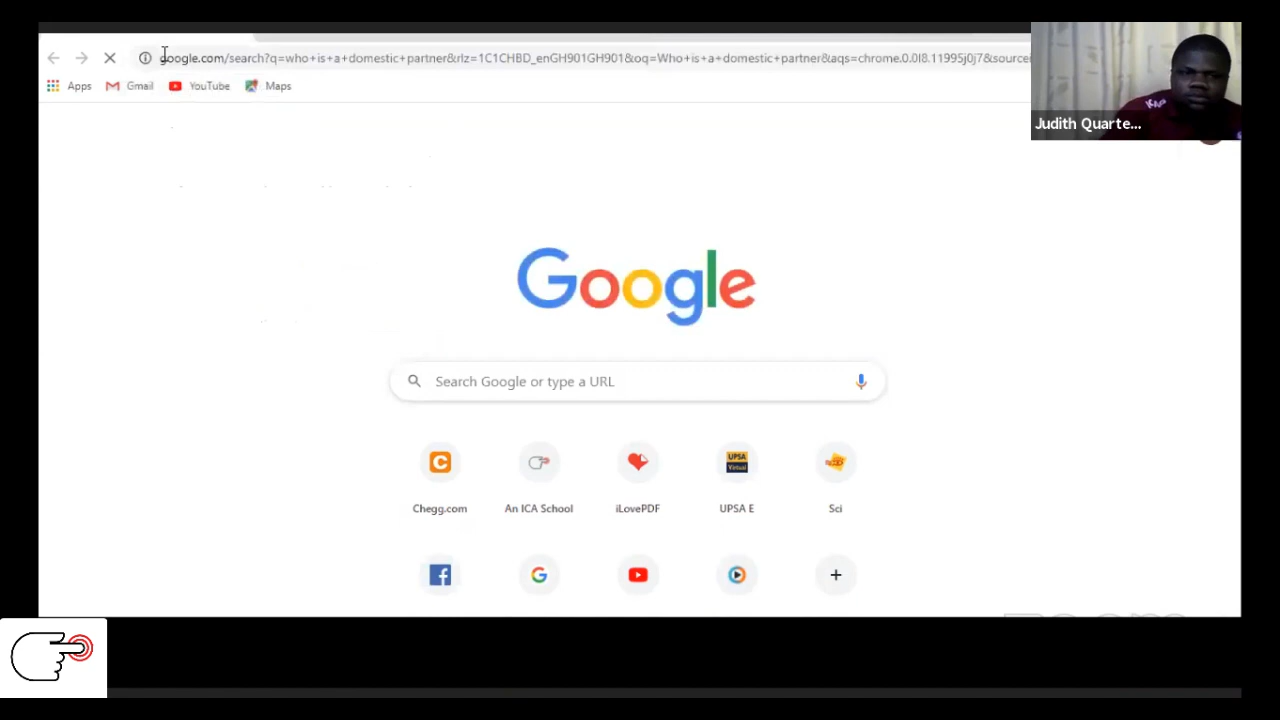 google.com/search?q=who+is+a+domestic+partner&rlz=1C1CHBD_enGH901GH901&oq=Who+is+a+domestic+partner&aqs=chrome.0.0l8.11995j0j7&source
Apps Gmail YouTube Maps
Judith Quarte...
Google
Search Google or type a URL
UPSA
Virtual
Chegg.com An ICA School iLovePDF UPSA E Sci